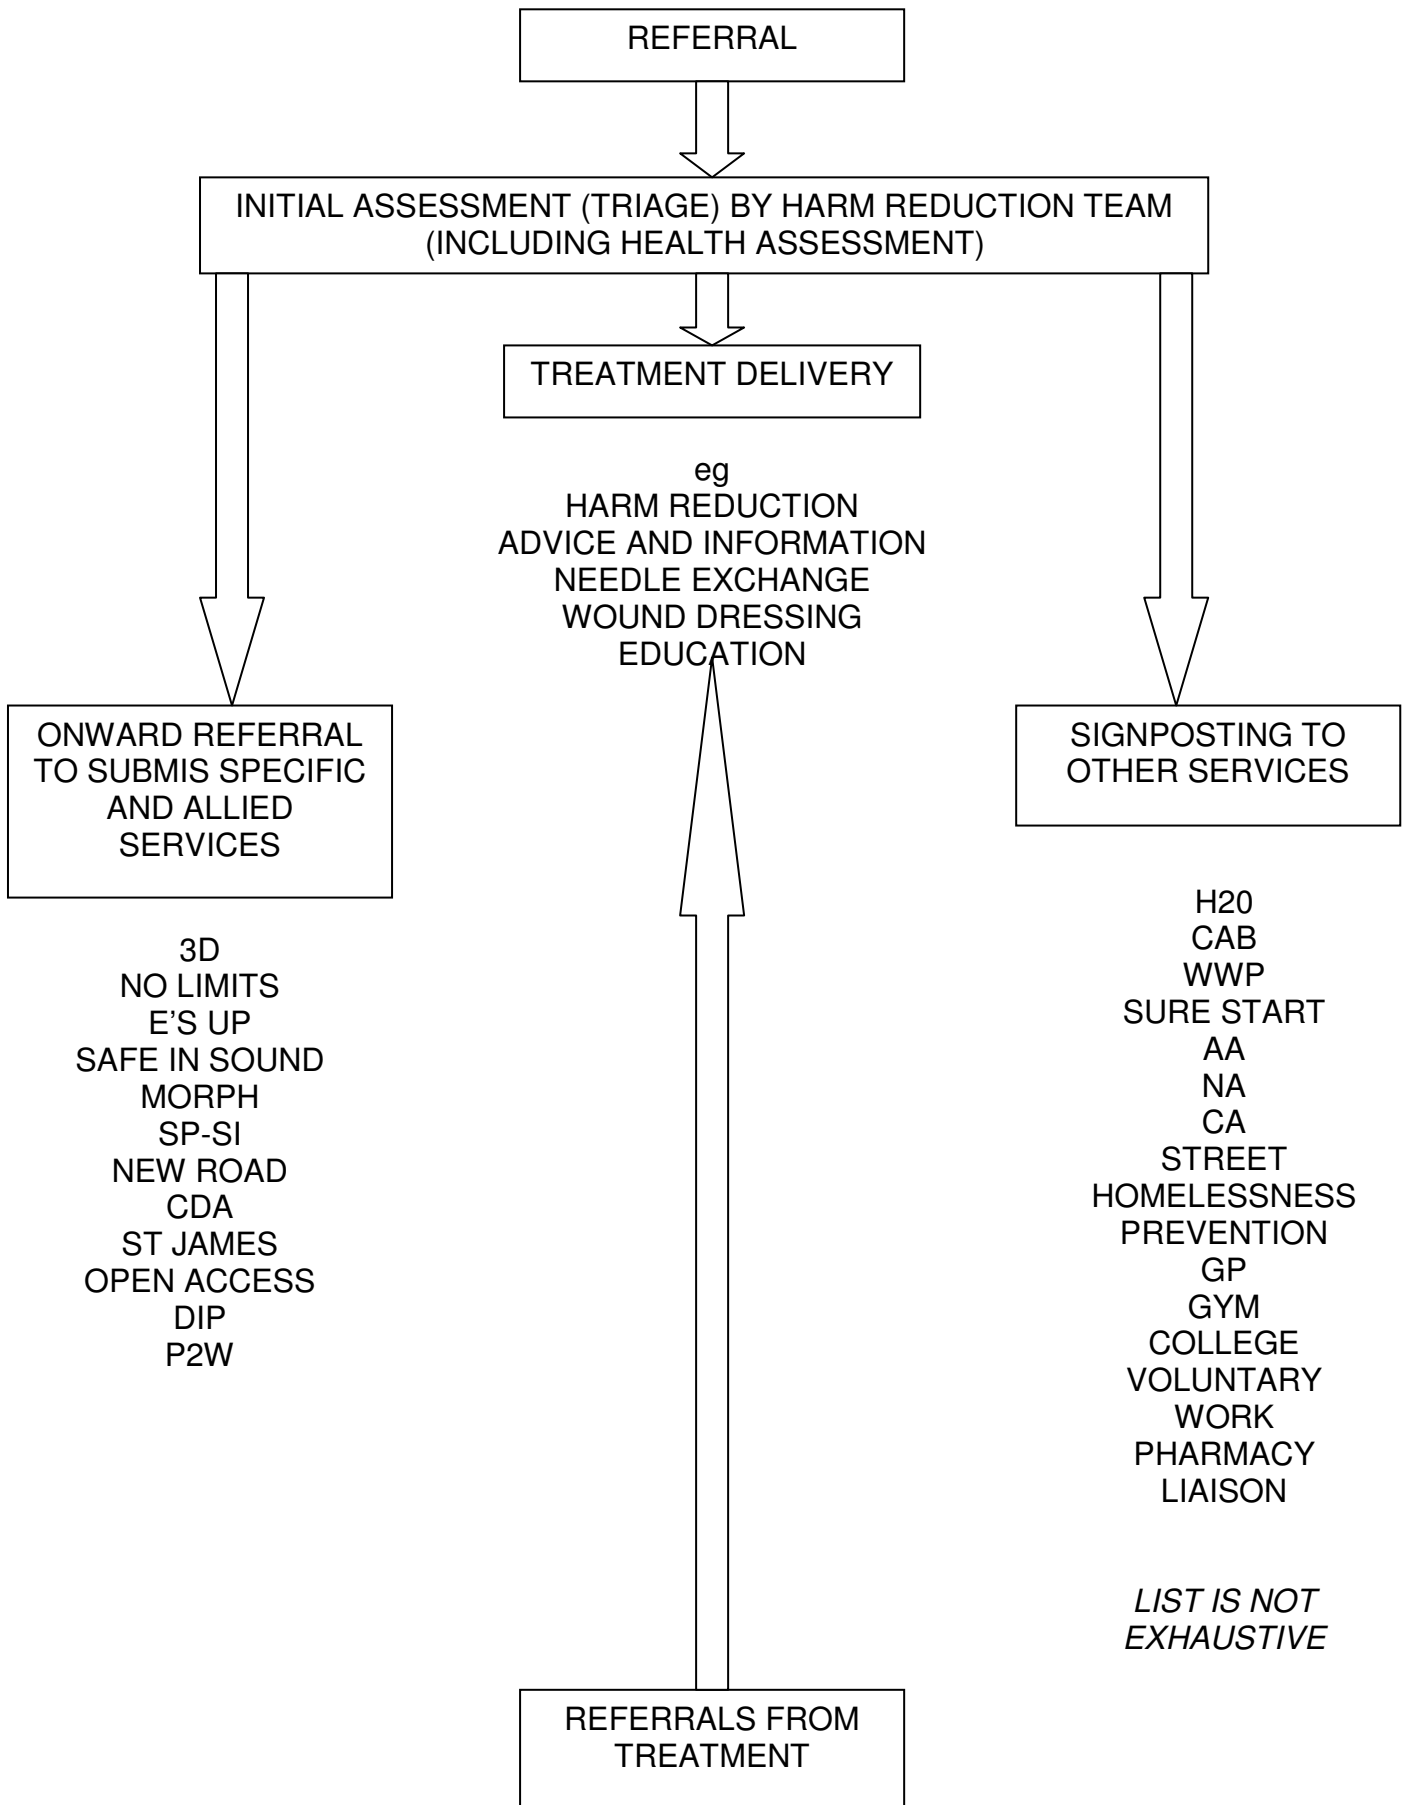 REFERRAL
INITIAL ASSESSMENT (TRIAGE) BY HARM REDUCTION TEAM
(INCLUDING HEALTH ASSESSMENT)
TREATMENT DELIVERY
eg
HARM REDUCTION
ADVICE AND INFORMATION
NEEDLE EXCHANGE
WOUND DRESSING
EDUCATION
ONWARD REFERRAL
TO SUBMIS SPECIFIC
AND ALLIED
SERVICES
3D
NO LIMITS
E’S UP
SAFE IN SOUND
MORPH
SP-SI
NEW ROAD
CDA
ST JAMES
OPEN ACCESS
DIP
P2W
SIGNPOSTING TO
OTHER SERVICES
H20
CAB
WWP
SURE START
AA
NA
CA
STREET
HOMELESSNESS
PREVENTION
GP
GYM
COLLEGE
VOLUNTARY
WORK
PHARMACY
LIAISON
LIST IS NOT
EXHAUSTIVE
REFERRALS FROM
TREATMENT